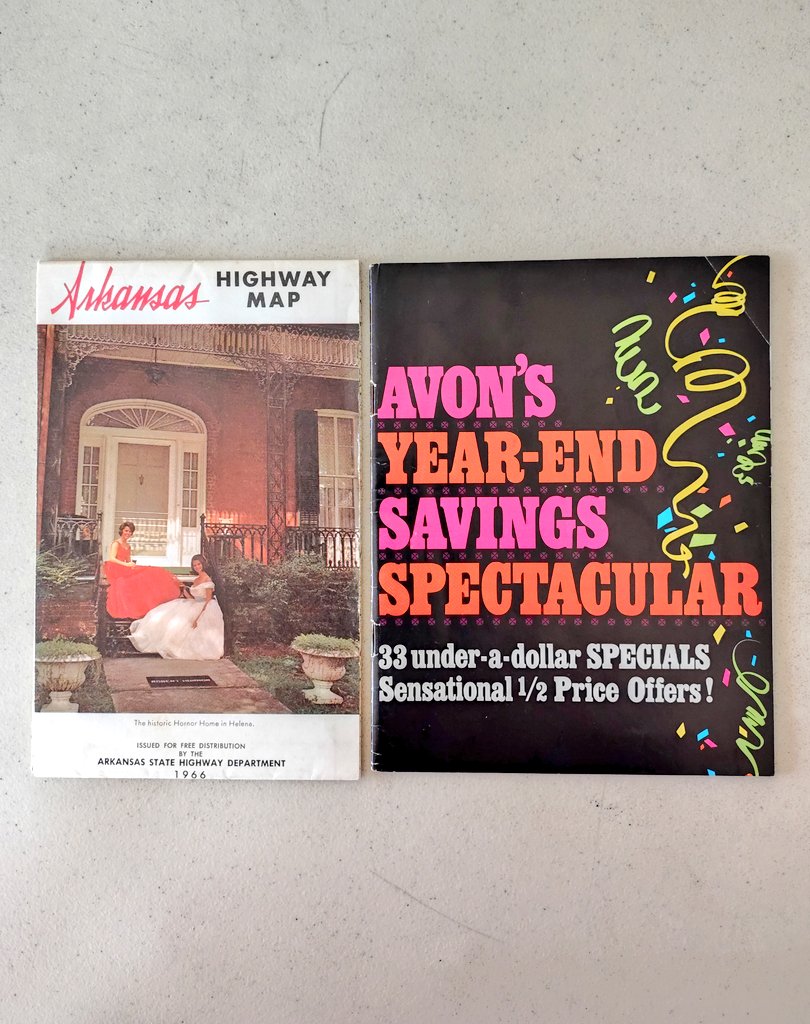 Arkansas HIGHWAY
MAP
The historic Hornor Home in Helena.
ISSUED FOR FREE DISTRIBUTION
BY THE
ARKANSAS STATE HIGHWAY DEPARTMENT
1966
AVON'S
YEAR-END
SAVINGS
SPECTACULAR
33 under-a-dollar SPECIALS
Sensational 1/2 Price Offers!